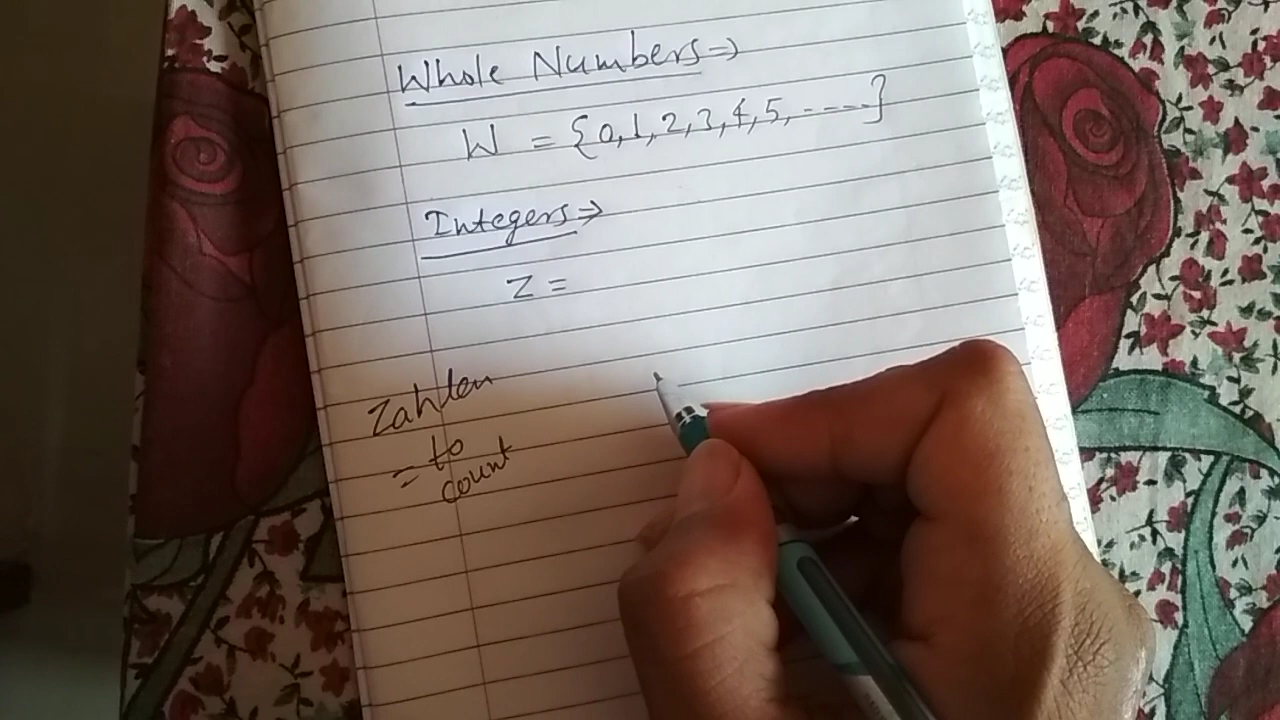 Whole Numbers⇒
W = {0,1,2,3,4,5,-----}
Integers⇒
Z =
Zahlen
= to
count